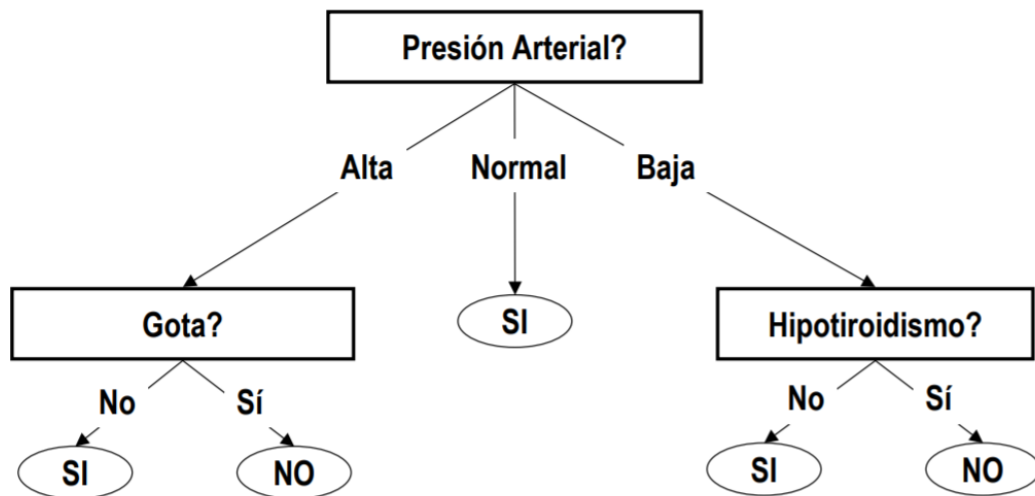 Presión Arterial?
Alta Normal Baja
Gota? SI Hipotiroidismo?
No Sí No Sí
SI NO SI NO